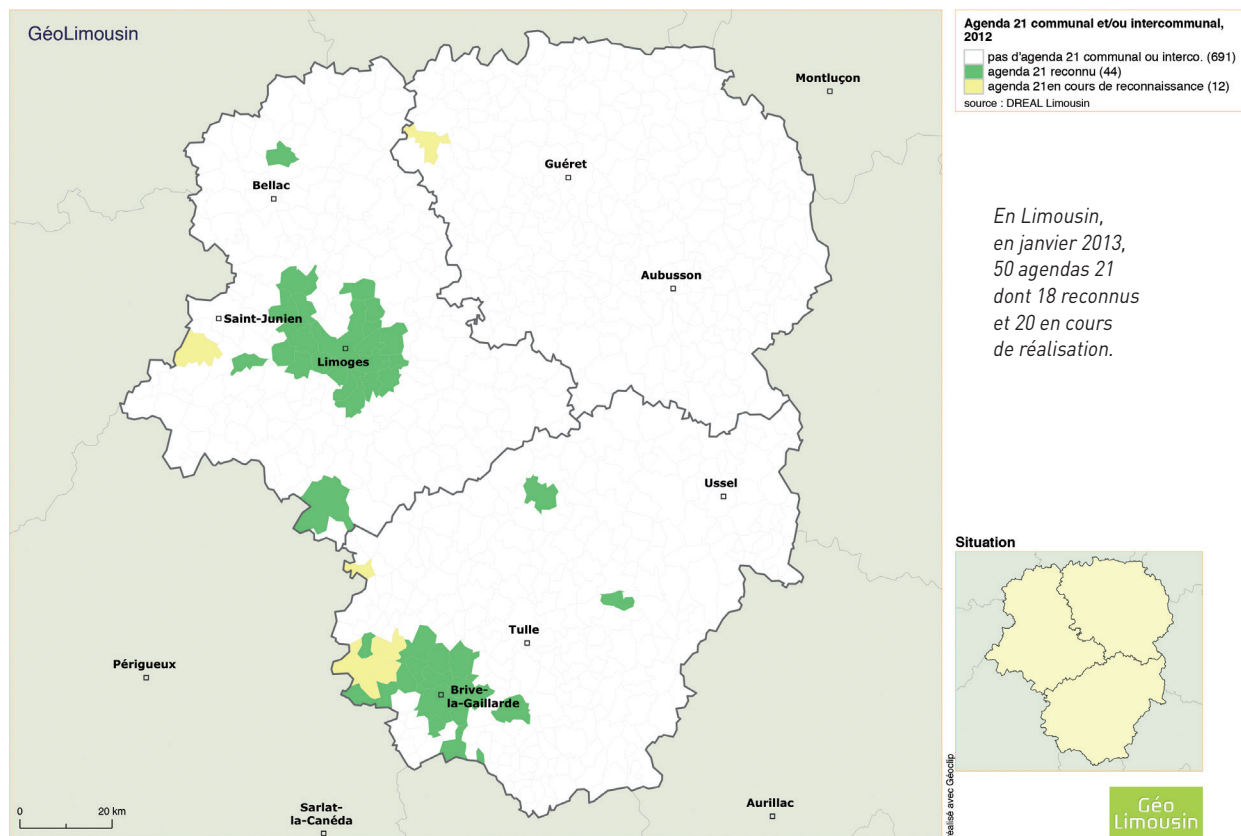 GéoLimousin
Montluçon
Guéret
Bellac
Aubusson
Saint-Junien
Limoges
Ussel
Tulle
Périgueux
Brive-
la-Gaillarde
Sarlat-
la-Canéda
Aurillac
0 20 km
Agenda 21 communal et/ou intercommunal,
2012
pas d'agenda 21 communal ou interco. (691)
agenda 21 reconnu (44)
agenda 21en cours de reconnaissance (12)
source : DREAL Limousin
En Limousin,
en janvier 2013,
50 agendas 21
dont 18 reconnus
et 20 en cours
de réalisation.
Situation
réalisé avec Géoclip
Géo
Limousin